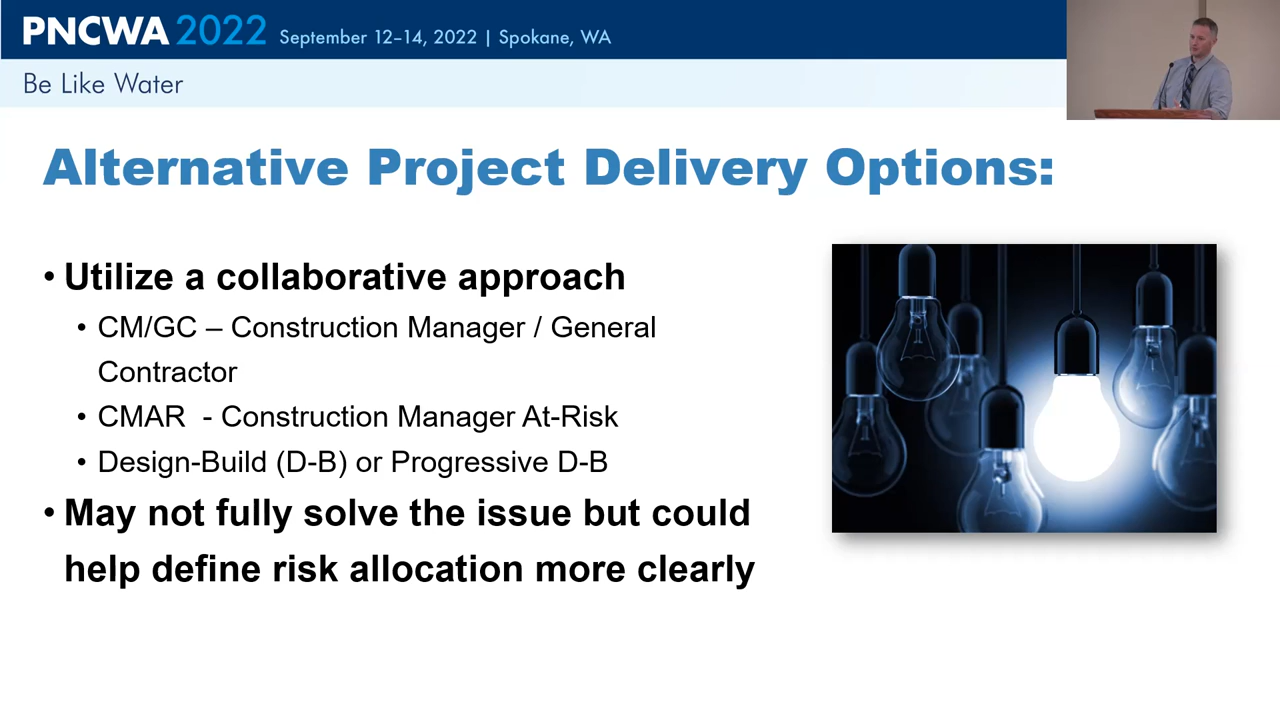 PNCWA 2022 September 12–14, 2022 | Spokane, WA
Be Like Water
Alternative Project Delivery Options:
• Utilize a collaborative approach
• CM/GC – Construction Manager / General
Contractor
• CMAR - Construction Manager At-Risk
• Design-Build (D-B) or Progressive D-B
• May not fully solve the issue but could
help define risk allocation more clearly